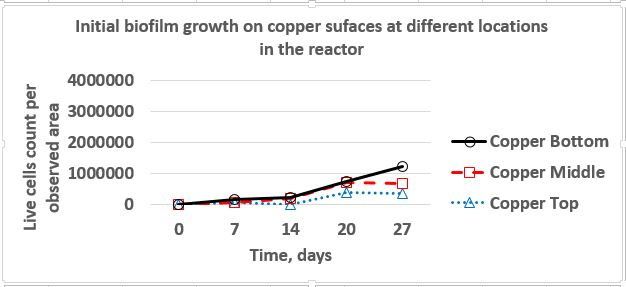 Initial biofilm growth on copper sufaces at different locations
in the reactor
Live cells count per
observed area
4000000
3000000
2000000
1000000
0
0 7 14 20 27
Time, days
Copper Bottom
Copper Middle
Copper Top